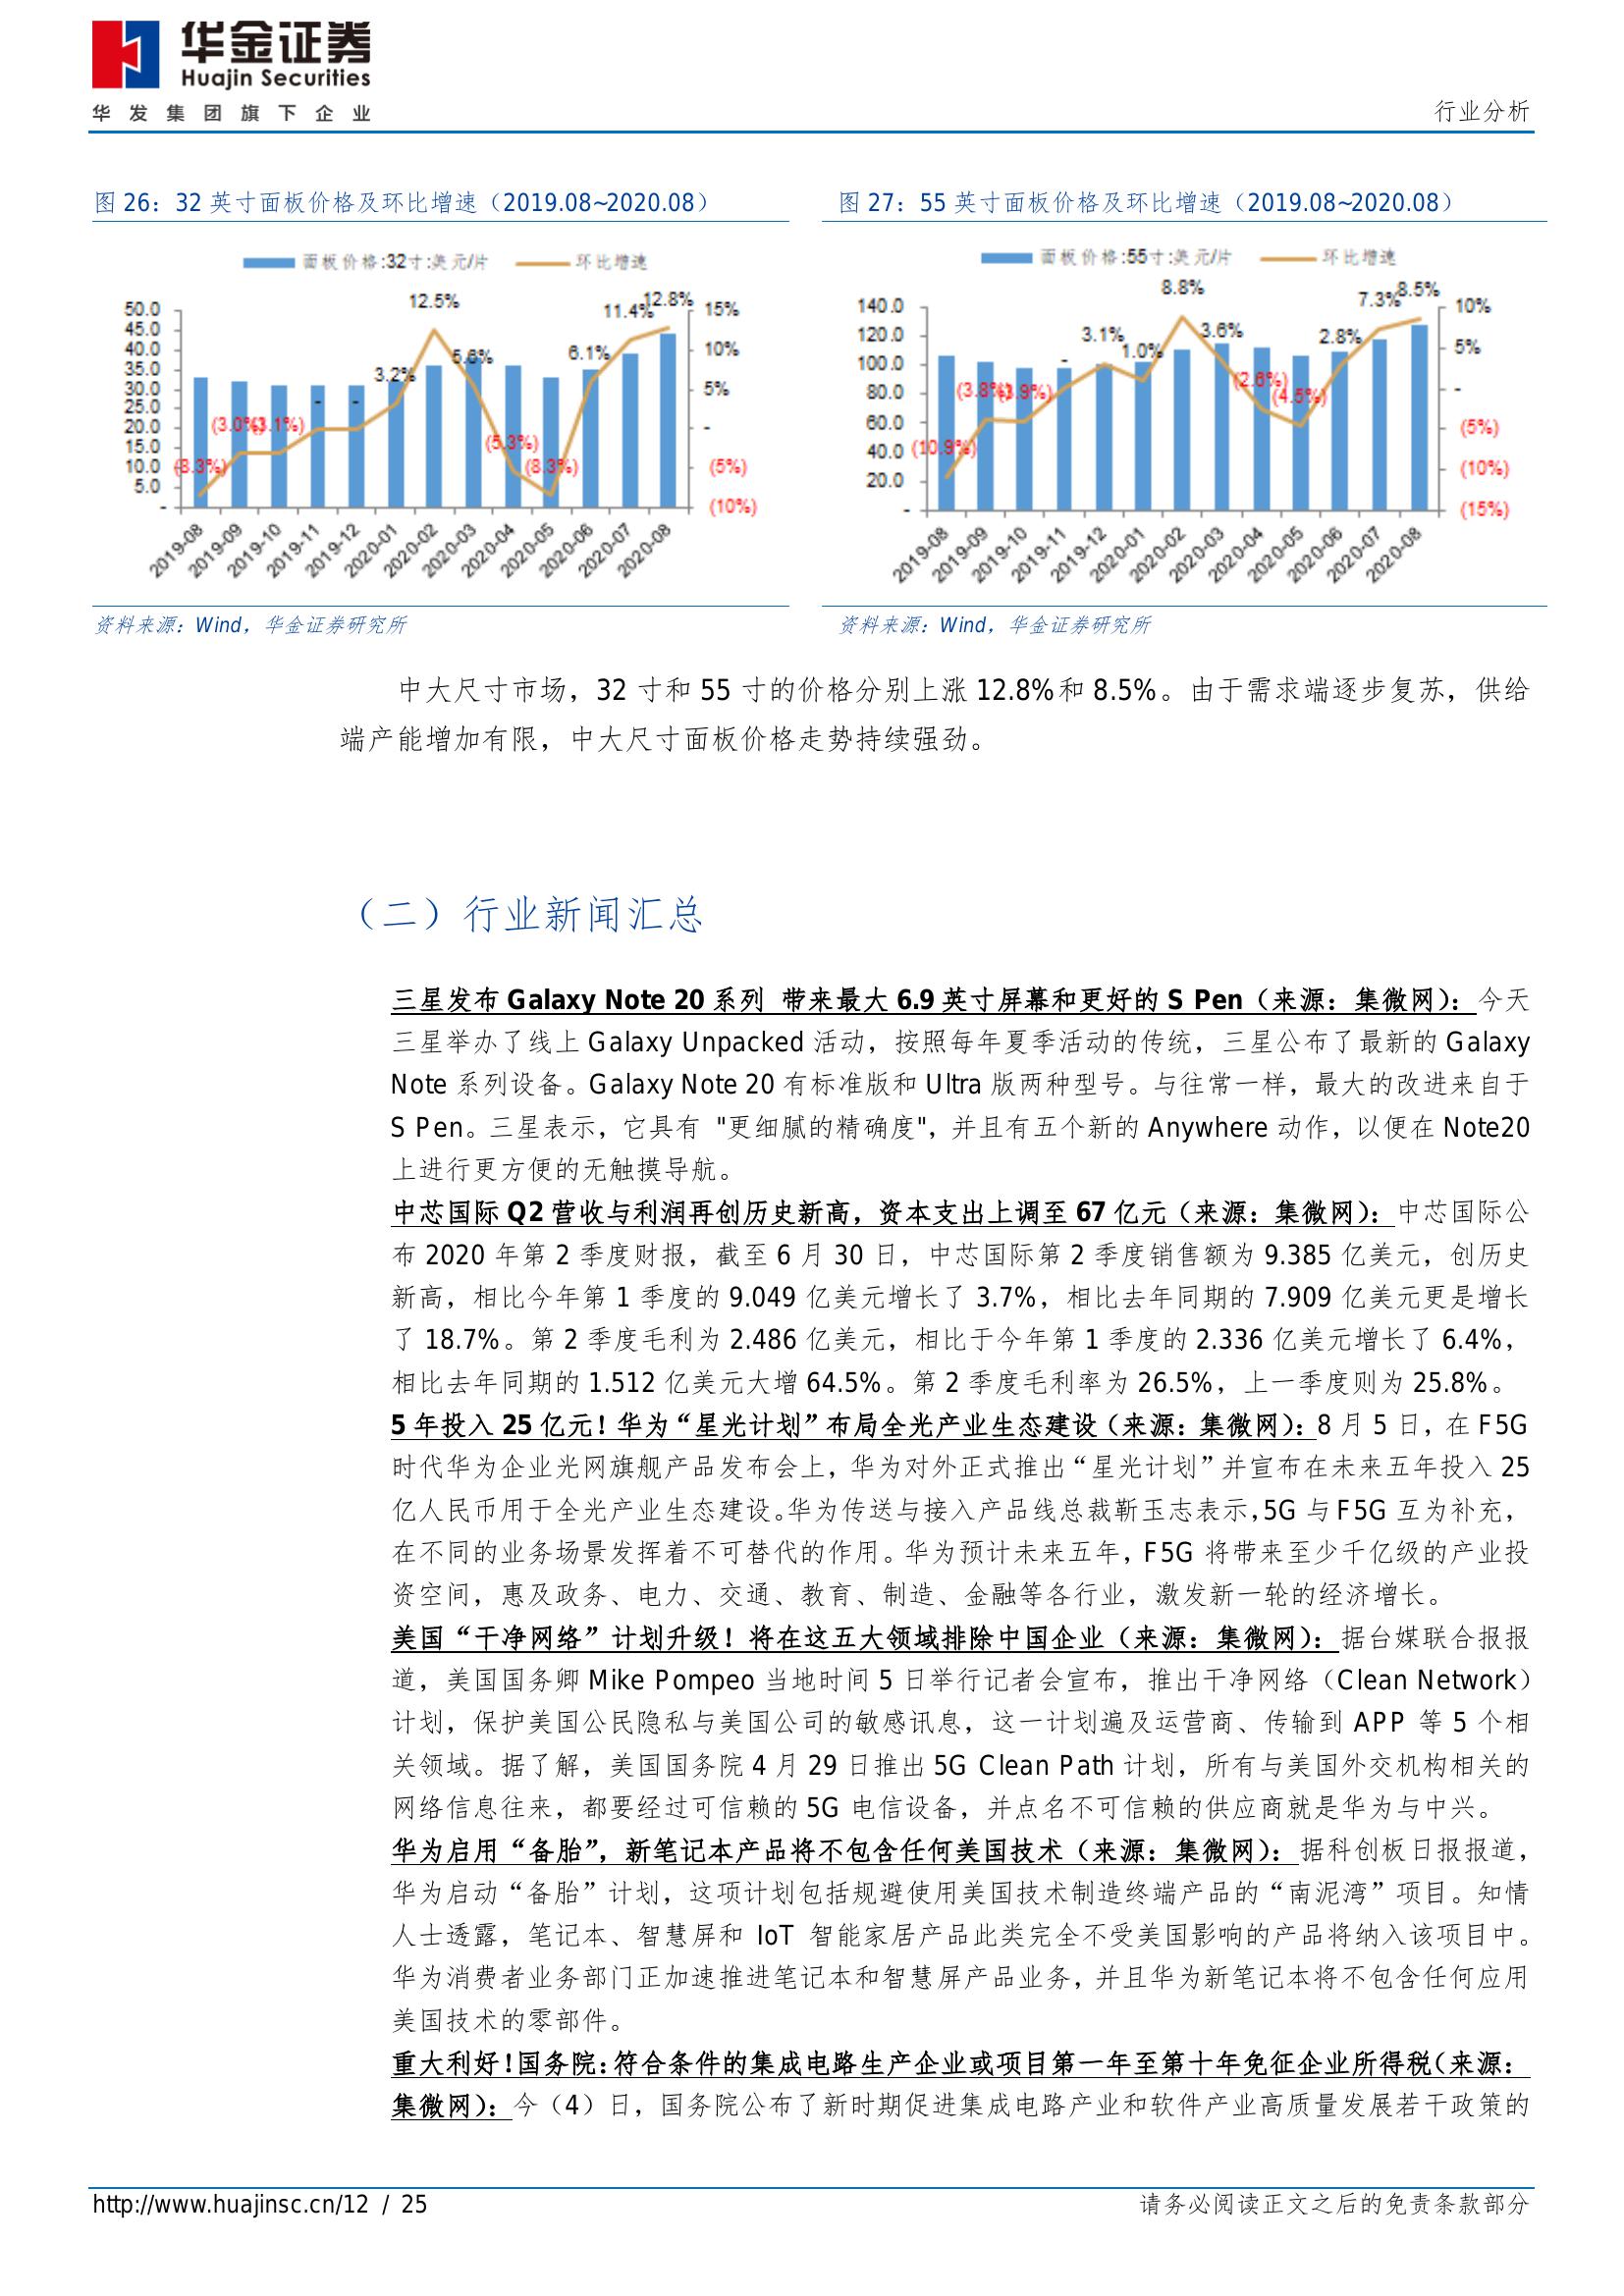 华金证券
Huajin Securities
华发集团旗下企业
行业分析
图 26：32 英寸面板价格及环比增速（2019.08~2020.08）
面板价格:32寸:美元/片
环比增速
50.0
45.0
40.0
35.0
30.0
25.0
20.0
15.0
10.0
5.0
-
15%
10%
5%
-
(5%)
(10%)
(8.3%)
(3.0%)
(3.1%)
-
-
3.2%
12.5%
5.6%
(5.3%)
(8.3%)
6.1%
11.4%
12.8%
2019-08
2019-09
2019-10
2019-11
2019-12
2020-01
2020-02
2020-03
2020-04
2020-05
2020-06
2020-07
2020-08
资料来源：Wind，华金证券研究所
图 27：55 英寸面板价格及环比增速（2019.08~2020.08）
面板价格:55寸:美元/片
环比增速
140.0
120.0
100.0
80.0
60.0
40.0
20.0
-
10%
5%
-
(5%)
(10%)
(15%)
(10.9%)
(3.8%)
(3.9%)
-
3.1%
1.0%
8.8%
3.6%
(2.6%)
(4.5%)
2.8%
7.3%
8.5%
2019-08
2019-09
2019-10
2019-11
2019-12
2020-01
2020-02
2020-03
2020-04
2020-05
2020-06
2020-07
2020-08
资料来源：Wind，华金证券研究所
中大尺寸市场，32 寸和 55 寸的价格分别上涨 12.8%和 8.5%。由于需求端逐步复苏，供给
端产能增加有限，中大尺寸面板价格走势持续强劲。
（二）行业新闻汇总
三星发布 Galaxy Note 20 系列 带来最大 6.9 英寸屏幕和更好的 S Pen（来源：集微网）：今天
三星举办了线上 Galaxy Unpacked 活动，按照每年夏季活动的传统，三星公布了最新的 Galaxy
Note 系列设备。Galaxy Note 20 有标准版和 Ultra 版两种型号。与往常一样，最大的改进来自于
S Pen。三星表示，它具有 "更细腻的精确度"，并且有五个新的 Anywhere 动作，以便在 Note20
上进行更方便的无触摸导航。
中芯国际 Q2 营收与利润再创历史新高，资本支出上调至 67 亿元（来源：集微网）：中芯国际公
布 2020 年第 2 季度财报，截至 6 月 30 日，中芯国际第 2 季度销售额为 9.385 亿美元，创历史
新高，相比今年第 1 季度的 9.049 亿美元增长了 3.7%，相比去年同期的 7.909 亿美元更是增长
了 18.7%。第 2 季度毛利为 2.486 亿美元，相比于今年第 1 季度的 2.336 亿美元增长了 6.4%，
相比去年同期的 1.512 亿美元大增 64.5%。第 2 季度毛利率为 26.5%，上一季度则为 25.8%。
5 年投入 25 亿元！华为“星光计划”布局全光产业生态建设（来源：集微网）：8 月 5 日，在 F5G
时代华为企业光网旗舰产品发布会上，华为对外正式推出“星光计划”并宣布在未来五年投入 25
亿人民币用于全光产业生态建设。华为传送与接入产品线总裁靳玉志表示，5G 与 F5G 互为补充，
在不同的业务场景发挥着不可替代的作用。华为预计未来五年，F5G 将带来至少千亿级的产业投
资空间，惠及政务、电力、交通、教育、制造、金融等各行业，激发新一轮的经济增长。
美国“干净网络”计划升级！将在这五大领域排除中国企业（来源：集微网）：据台媒联合报报
道，美国国务卿 Mike Pompeo 当地时间 5 日举行记者会宣布，推出干净网络（Clean Network）
计划，保护美国公民隐私与美国公司的敏感讯息，这一计划遍及运营商、传输到 APP 等 5 个相
关领域。据了解，美国国务院 4 月 29 日推出 5G Clean Path 计划，所有与美国外交机构相关的
网络信息往来，都要经过可信赖的 5G 电信设备，并点名不可信赖的供应商就是华为与中兴。
华为启用“备胎”，新笔记本产品将不包含任何美国技术（来源：集微网）：据科创板日报报道，
华为启动“备胎”计划，这项计划包括规避使用美国技术制造终端产品的“南泥湾”项目。知情
人士透露，笔记本、智慧屏和 IoT 智能家居产品此类完全不受美国影响的产品将纳入该项目中。
华为消费者业务部门正加速推进笔记本和智慧屏产品业务，并且华为新笔记本将不包含任何应用
美国技术的零部件。
重大利好！国务院：符合条件的集成电路生产企业或项目第一年至第十年免征企业所得税（来源：
集微网）：今（4）日，国务院公布了新时期促进集成电路产业和软件产业高质量发展若干政策的
http://www.huajinsc.cn/12 / 25
请务必阅读正文之后的免责条款部分